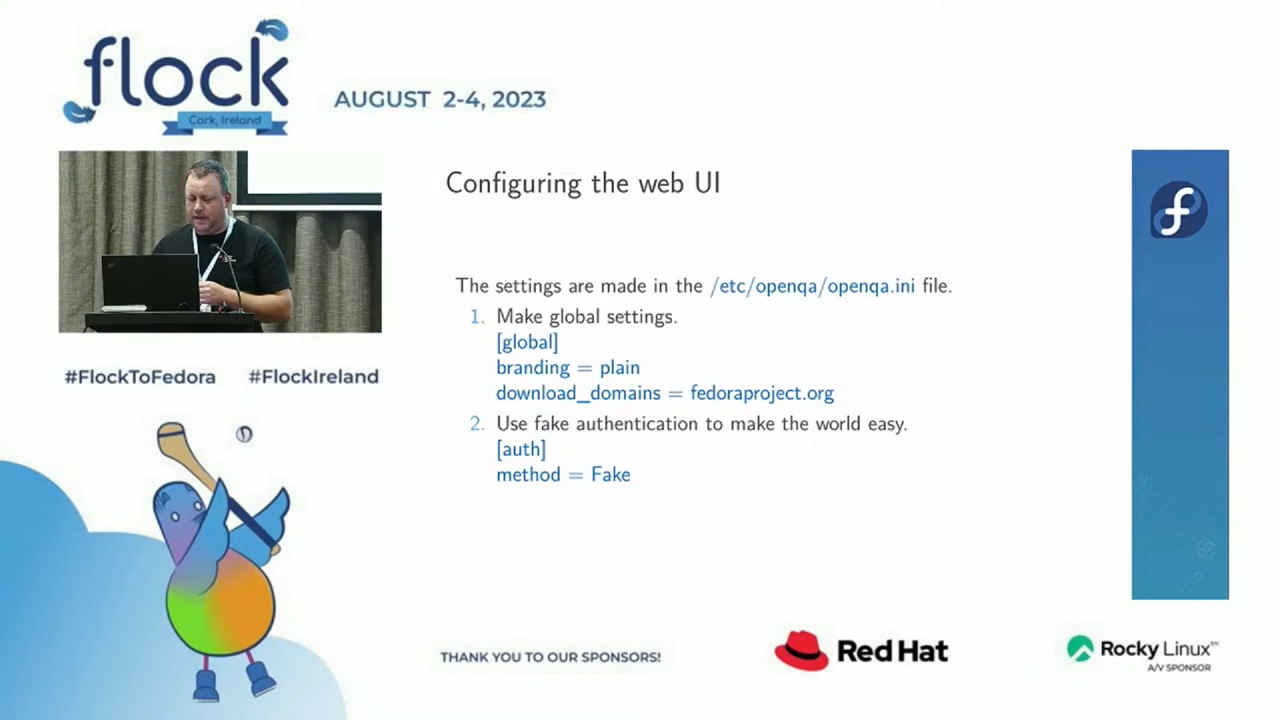 flock
Cork, Ireland
AUGUST 2-4, 2023
Configuring the web UI
The settings are made in the /etc/openqa/openqa.ini file.
1. Make global settings.
[global]
branding = plain
download_domains = fedoraproject.org
2. Use fake authentication to make the world easy.
[auth]
method = Fake
#FlockToFedora #FlockIreland
THANK YOU TO OUR SPONSORS!
Red Hat
Rocky Linux™
A/V SPONSOR